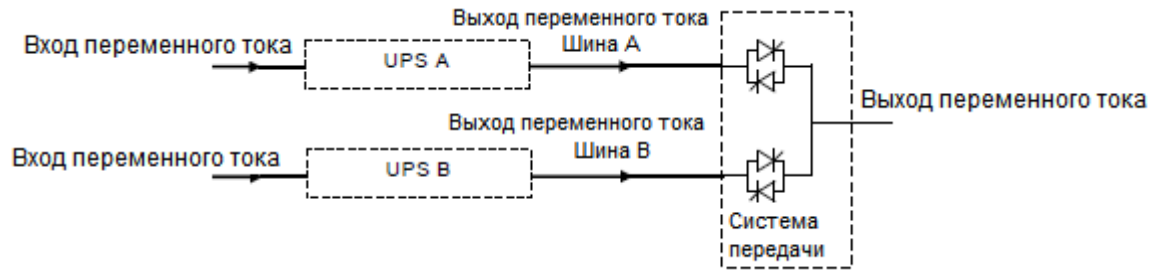 Выход переменного тока
Шина A
Вход переменного тока
UPS A
Выход переменного тока
Выход переменного тока
Шина B
Вход переменного тока
UPS B
Система
передачи